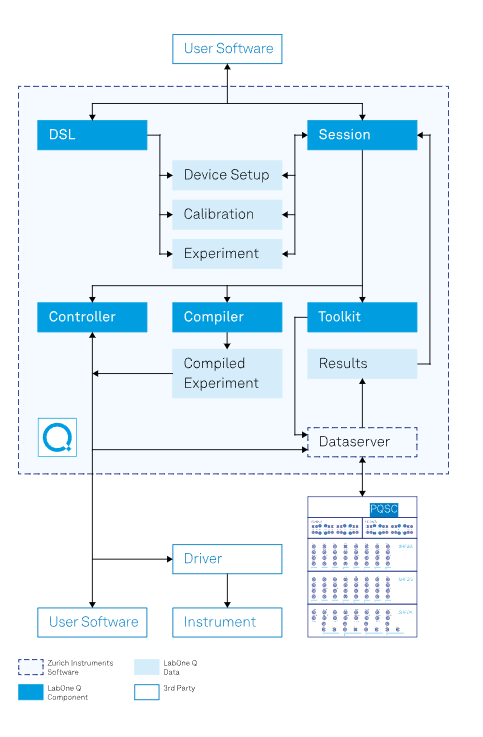 User Software
DSL
Session
Device Setup
Calibration
Experiment
Controller
Compiler
Toolkit
Compiled
Experiment
Results
Dataserver
PQSC
Driver
User Software
Instrument
Zurich Instruments
Software
LabOne Q
Data
LabOne Q
Component
3rd Party